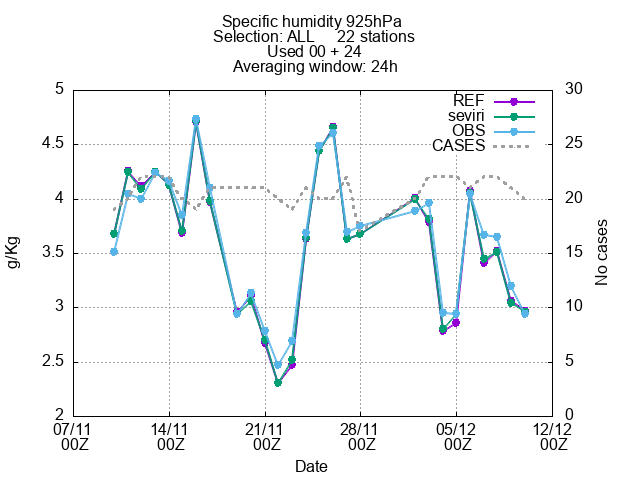 Specific humidity 925hPa
Selection: ALL 22 stations
Used 00 + 24
Averaging window: 24h
5
4.5
4
3.5
3
2.5
2
30
25
20
15
10
5
0
g/Kg
No cases
REF
seviri
OBS
CASES
07/11 14/11 21/11 28/11 05/12 12/12
00Z 00Z 00Z 00Z 00Z 00Z
Date